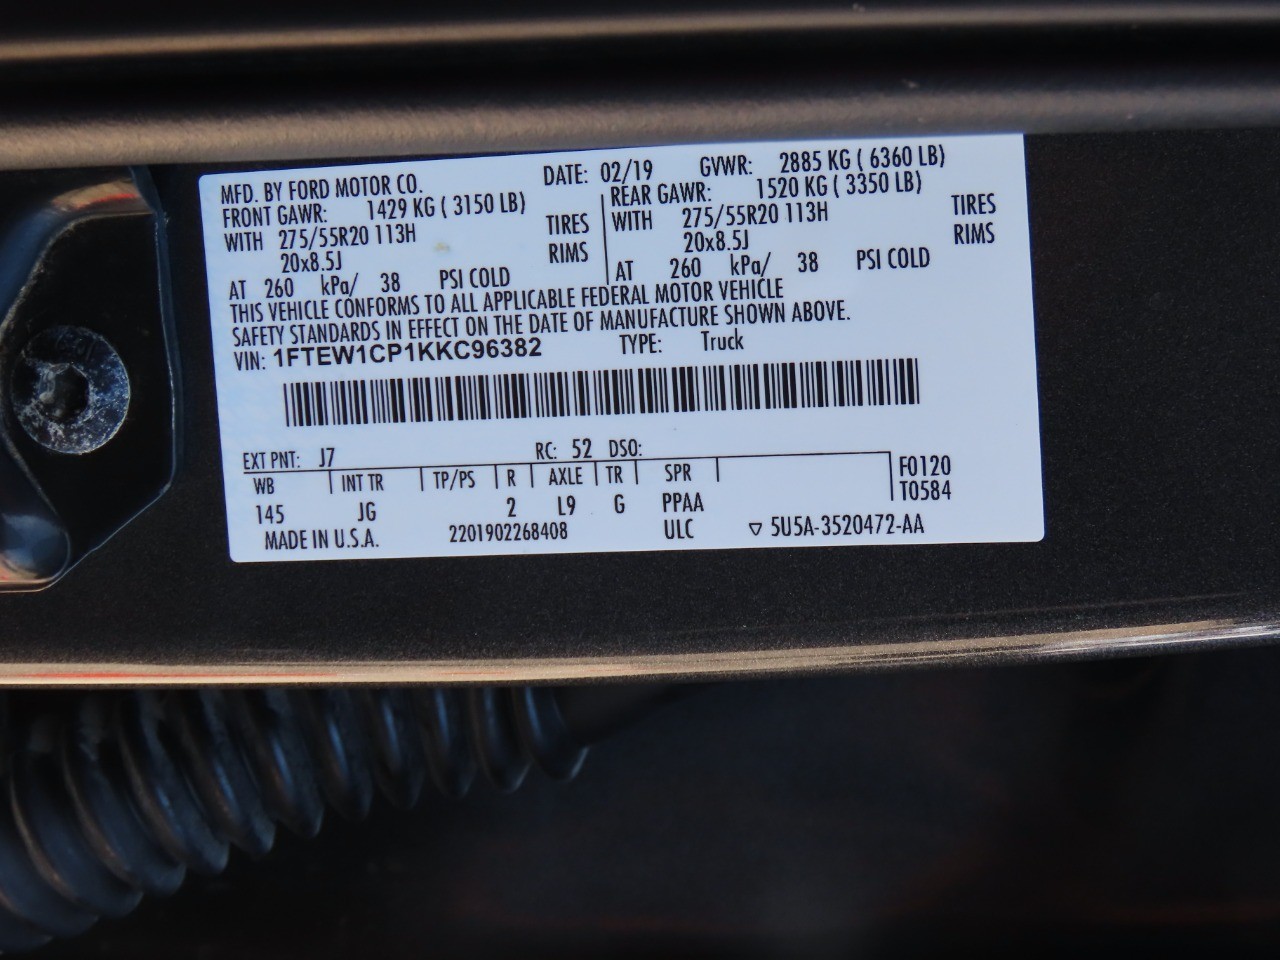 MFD. BY FORD MOTOR CO. DATE: 02/19 GVWR: 2885 KG ( 6360 LB)
FRONT GAWR: 1429 KG ( 3150 LB) REAR GAWR: 1520 KG ( 3350 LB)
WITH 275/55R20 113H TIRES WITH 275/55R20 113H TIRES
20x8.5J RIMS 20x8.5J RIMS
AT 260 kPa/ 38 PSI COLD AT 260 kPa/ 38 PSI COLD
THIS VEHICLE CONFORMS TO ALL APPLICABLE FEDERAL MOTOR VEHICLE
SAFETY STANDARDS IN EFFECT ON THE DATE OF MANUFACTURE SHOWN ABOVE.
VIN: 1FTEW1CP1KKC96382 TYPE: Truck
EXT PNT: J7 RC: 52 DSO:
WB INT TR TP/PS R AXLE TR SPR F0120
145 JG 2 L9 G PPAA T0584
MADE IN U.S.A. 2201902268408 ULC ▽ 5U5A-3520472-AA